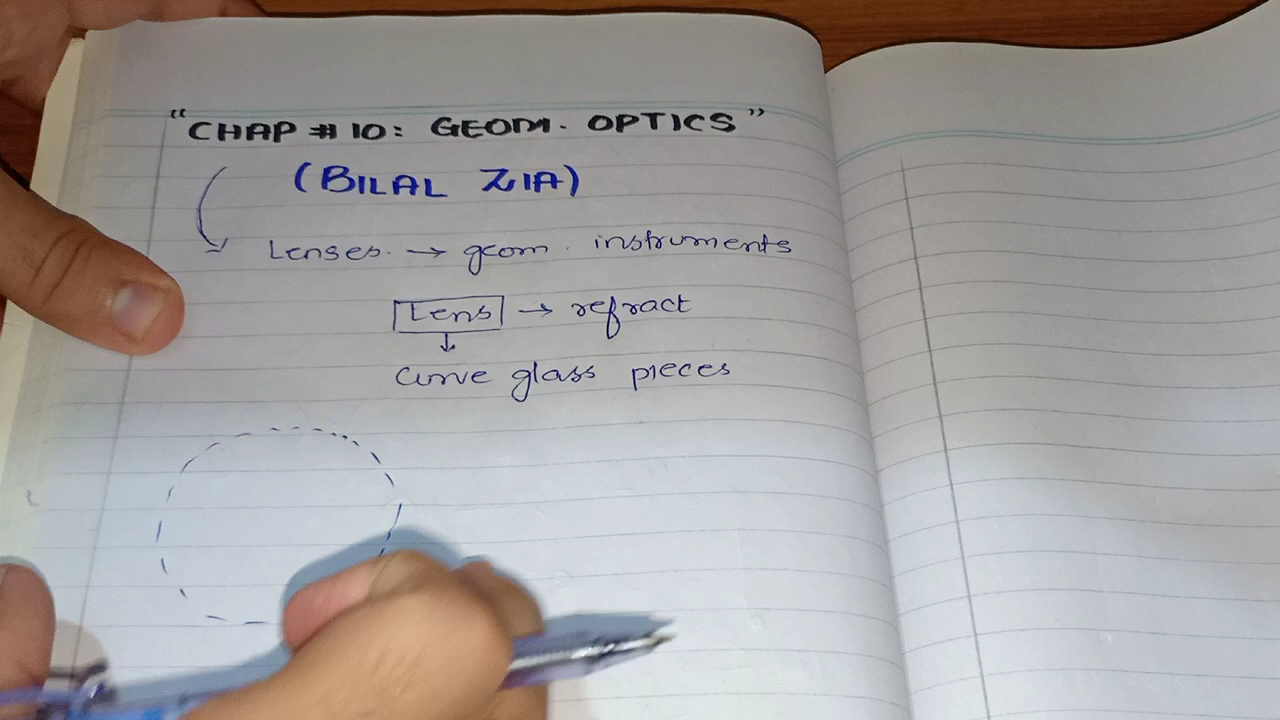 "CHAP # 10: GEOM. OPTICS"
(BILAL ZIA)
Lenses. → geom. instruments
Lens → refract
↓
curve glass pieces